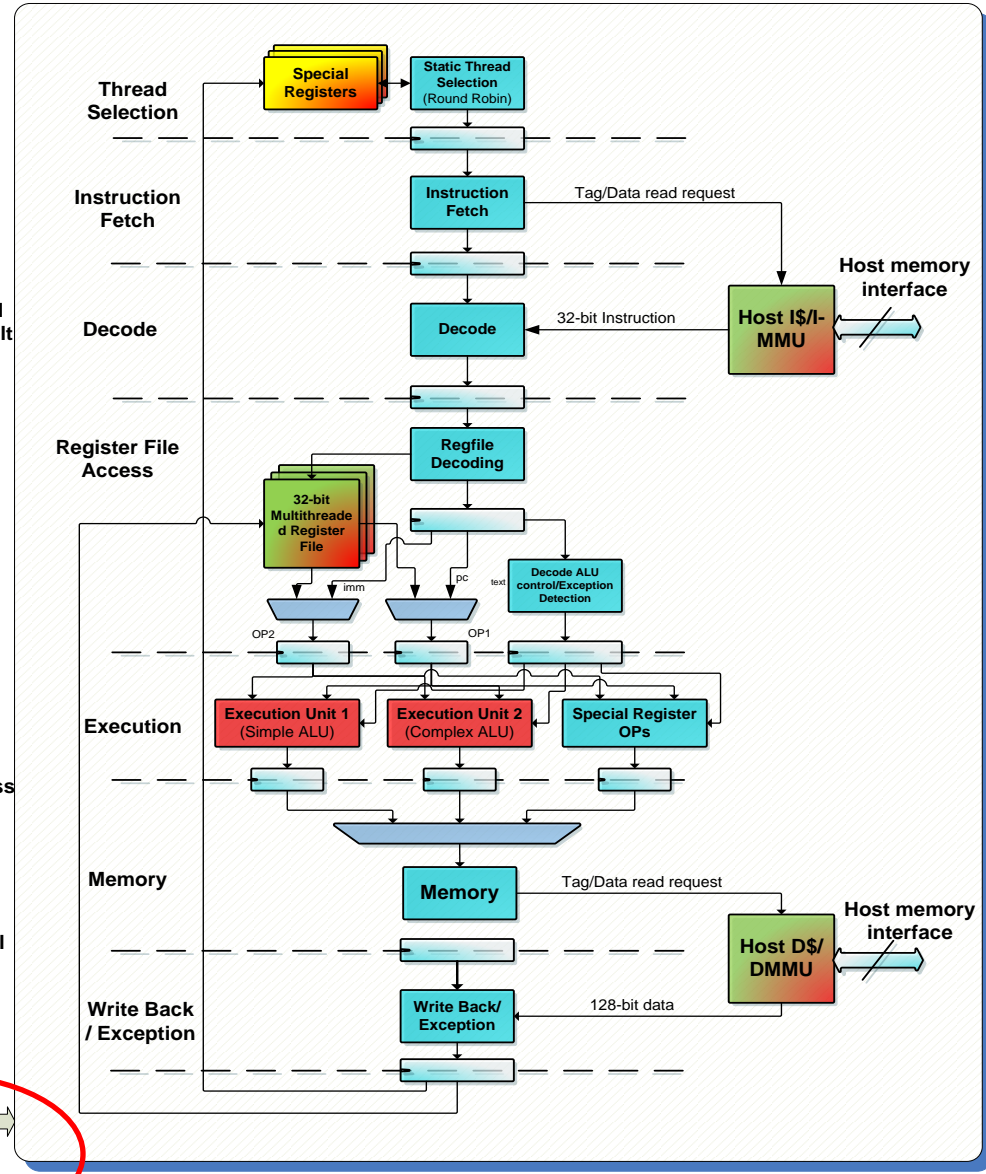 Thread
Selection
Special
Registers
Static Thread
Selection
(Round Robin)
Instruction
Fetch
Instruction
Fetch
Tag/Data read request
Host memory
interface
Host I$/I-
MMU
Decode
Decode
32-bit Instruction
lt
Register File
Access
Regfile
Decoding
32-bit
Multithreade
d Register
File
imm
pc
text
Decode ALU
control/Exception
Detection
OP2
OP1
Execution
Execution Unit 1
(Simple ALU)
Execution Unit 2
(Complex ALU)
Special Register
OPs
ss
Memory
Memory
Tag/Data read request
Host memory
interface
Host D$/
DMMU
Write Back
/ Exception
Write Back/
Exception
128-bit data